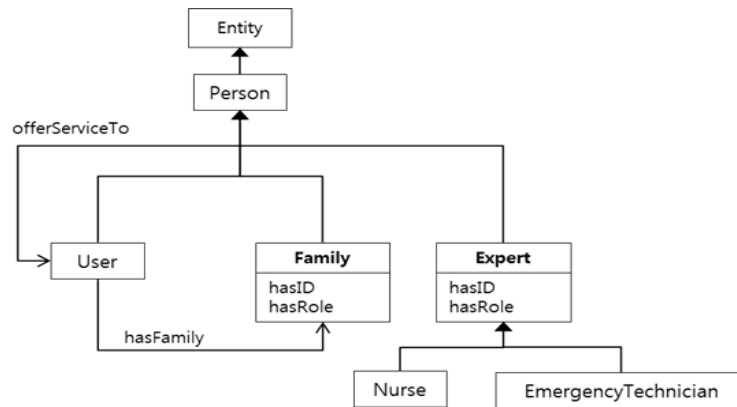 Entity
Person
offerServiceTo
User
Family
hasID
hasRole
Expert
hasID
hasRole
hasFamily
Nurse
EmergencyTechnician